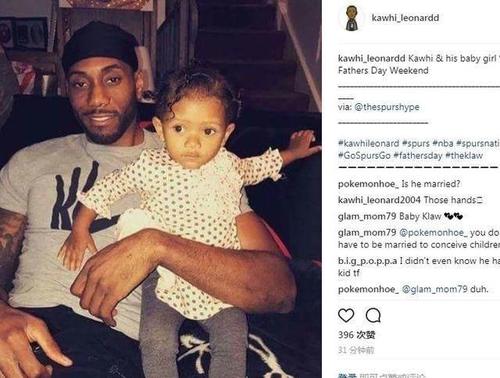 KL
kawhi_leonardd
kawhi_leonardd Kawhi & his baby girl
Fathers Day Weekend
via: @thespurshype
#kawhileonard #spurs #nba #spursnati
#GoSpursGo #fathersday #theklaw
pokemonhoe_ Is he married?
kawhi_leonard2004 Those hands
glam_mom79 Baby Klaw
glam_mom79 @pokemonhoe_ you do
have to be married to conceive children
b.i.g_p.o.p.p.a I didn't even know he ha
kid tf
pokemonhoe_ @glam_mom79 duh.
396 次赞
31 分钟前